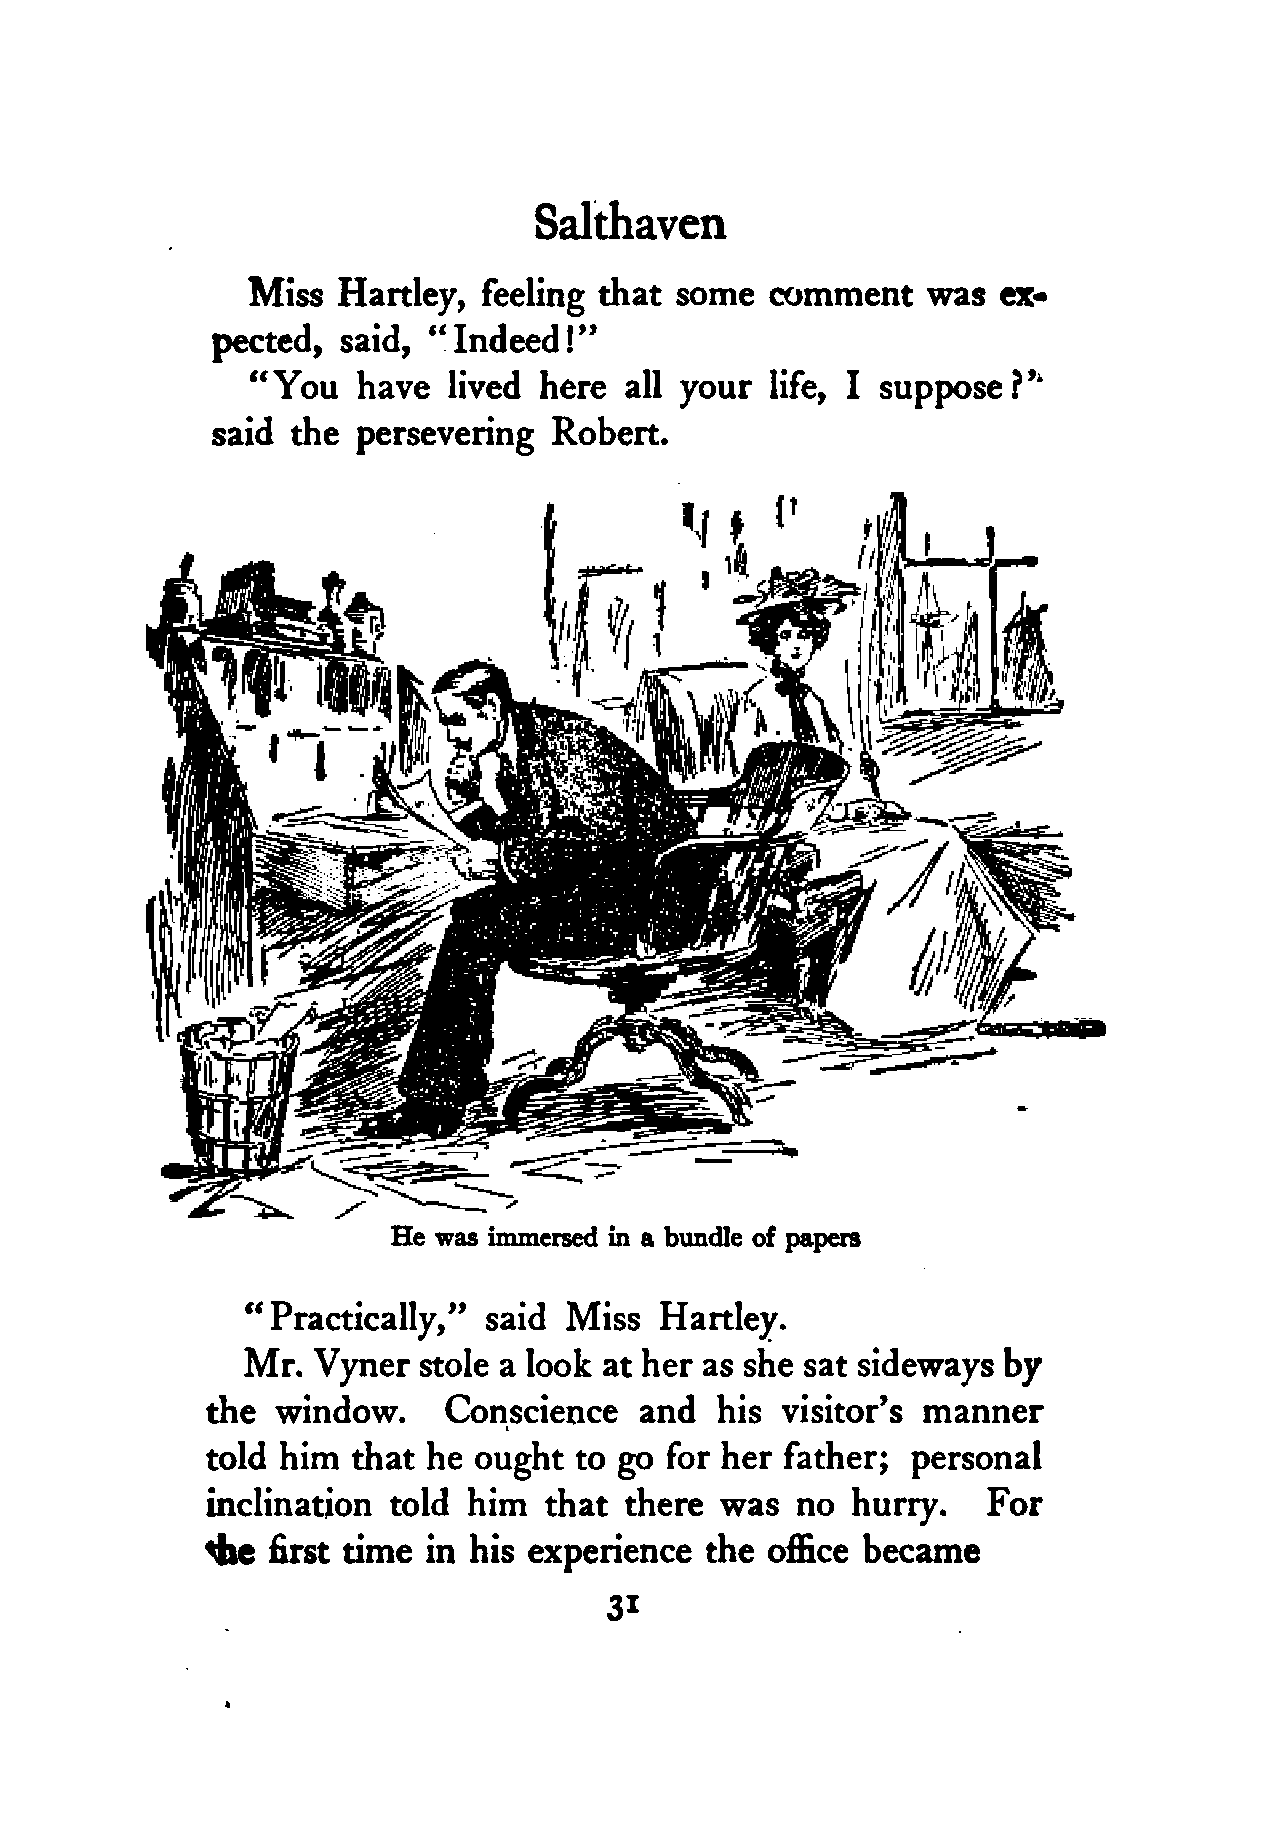 Salthaven
Miss Hartley, feeling that some comment was ex-
pected, said, "Indeed!"
"You have lived here all your life, I suppose?"
said the persevering Robert.
He was immersed in a bundle of papers
"Practically," said Miss Hartley.
Mr. Vyner stole a look at her as she sat sideways by
the window. Conscience and his visitor's manner
told him that he ought to go for her father; personal
inclination told him that there was no hurry. For
the first time in his experience the office became
31